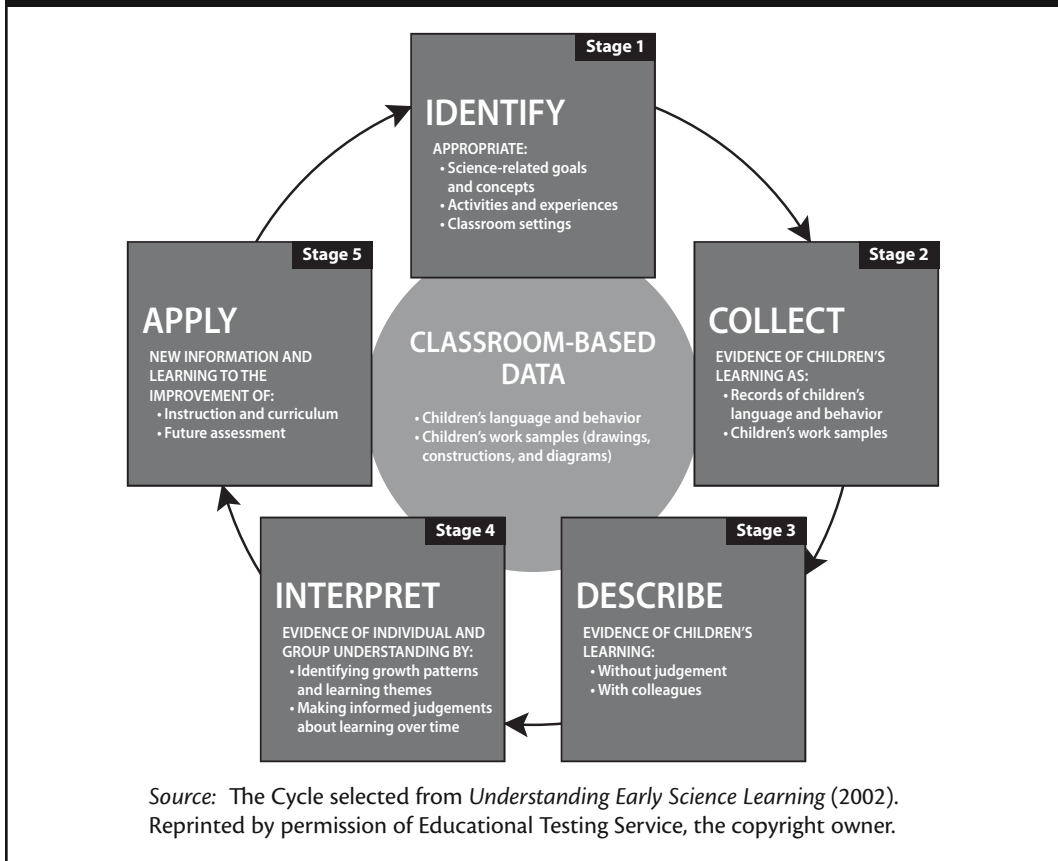 Stage 1
IDENTIFY
APPROPRIATE:
• Science-related goals
and concepts
• Activities and experiences
• Classroom settings
Stage 2
COLLECT
EVIDENCE OF CHILDREN'S
LEARNING AS:
• Records of children's
language and behavior
• Children's work samples
Stage 3
DESCRIBE
EVIDENCE OF CHILDREN'S
LEARNING:
• Without judgement
• With colleagues
Stage 4
INTERPRET
EVIDENCE OF INDIVIDUAL AND
GROUP UNDERSTANDING BY:
• Identifying growth patterns
and learning themes
• Making informed judgements
about learning over time
Stage 5
APPLY
NEW INFORMATION AND
LEARNING TO THE
IMPROVEMENT OF:
• Instruction and curriculum
• Future assessment
CLASSROOM-BASED
DATA
• Children's language and behavior
• Children's work samples (drawings,
constructions, and diagrams)
Source: The Cycle selected from Understanding Early Science Learning (2002).
Reprinted by permission of Educational Testing Service, the copyright owner.